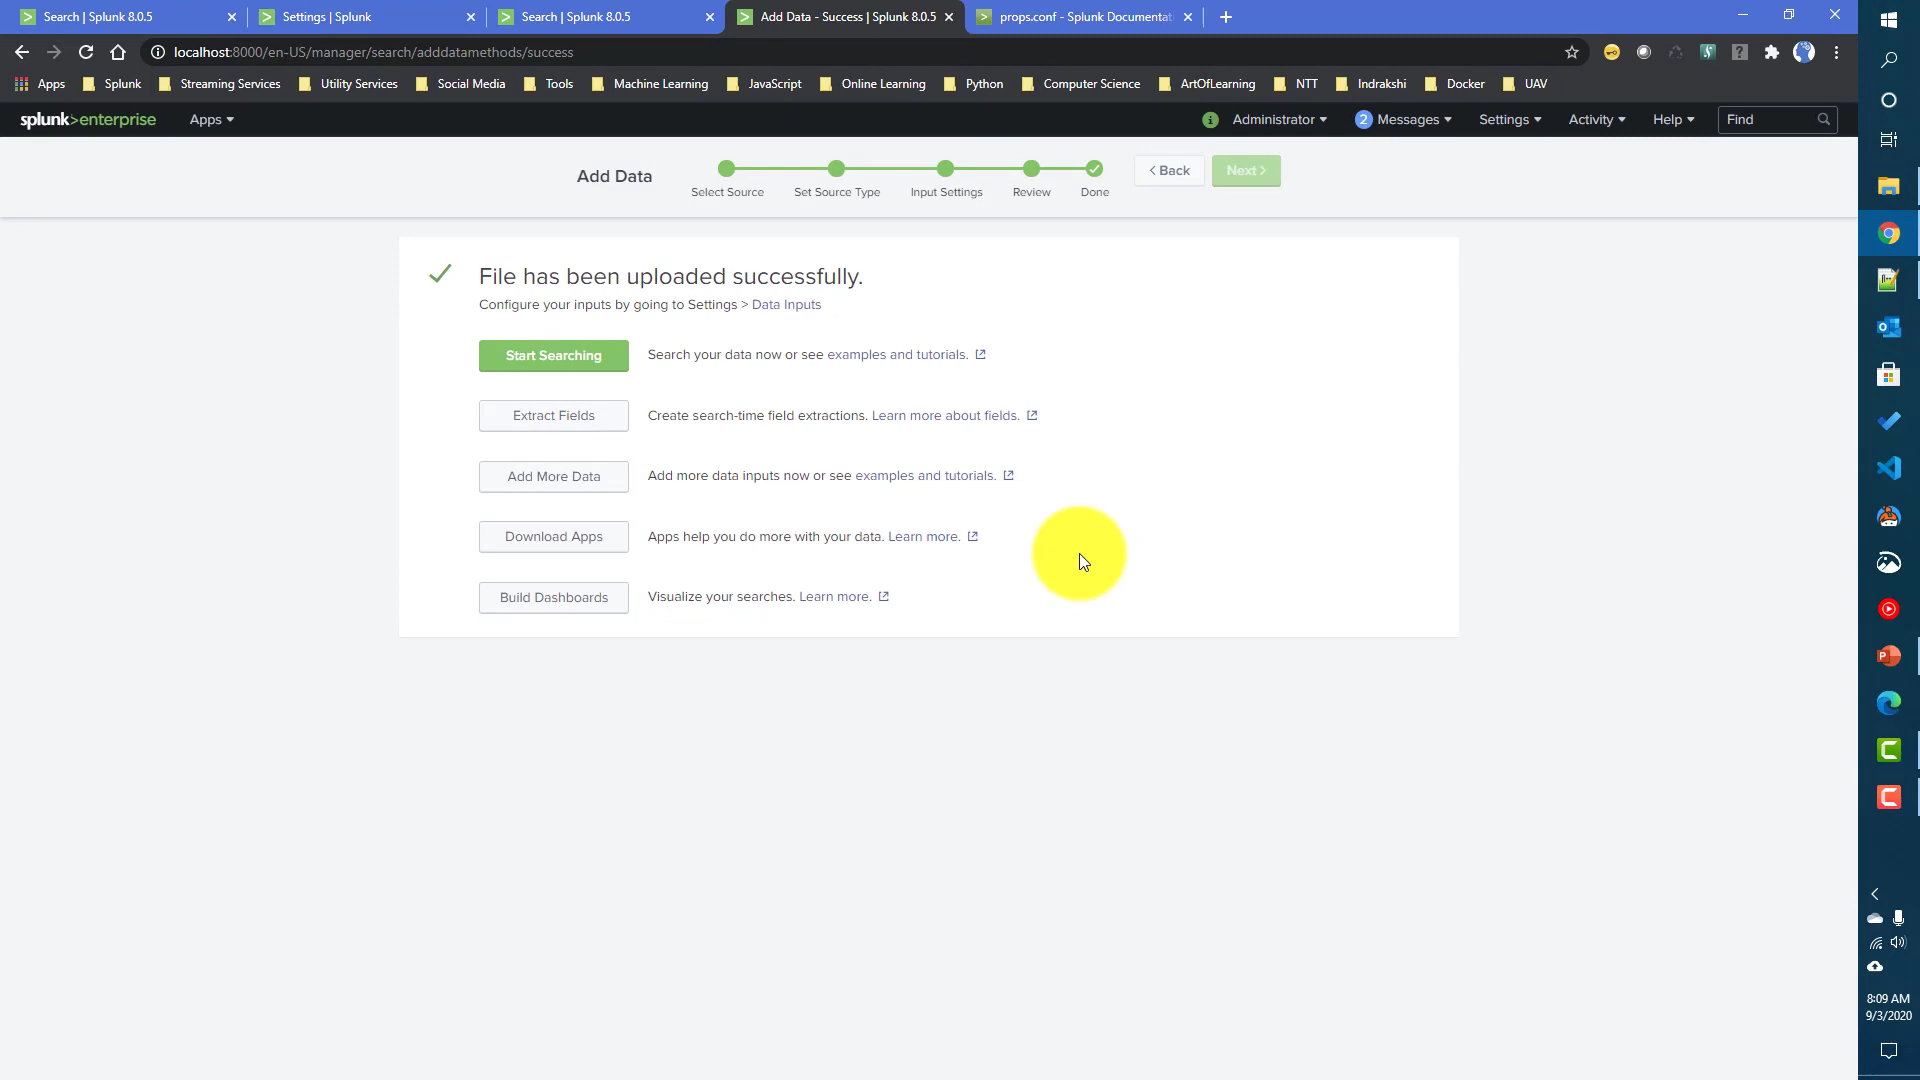 Search | Splunk 8.0.5
Settings | Splunk
Search | Splunk 8.0.5
Add Data - Success | Splunk 8.0.5
props.conf - Splunk Documentat
localhost:8000/en-US/manager/search/adddatamethods/success
Apps Splunk Streaming Services Utility Services Social Media Tools Machine Learning JavaScript Online Learning Python Computer Science ArtOfLearning NTT Indrakshi Docker UAV
splunk>enterprise Apps i Administrator 2 Messages Settings Activity Help Find
Add Data
Select Source
Set Source Type
Input Settings
Review
Done
< Back
Next >
File has been uploaded successfully.
Configure your inputs by going to Settings > Data Inputs
Start Searching Search your data now or see examples and tutorials.
Extract Fields Create search-time field extractions. Learn more about fields.
Add More Data Add more data inputs now or see examples and tutorials.
Download Apps Apps help you do more with your data. Learn more.
Build Dashboards Visualize your searches. Learn more.
8:09 AM
9/3/2020